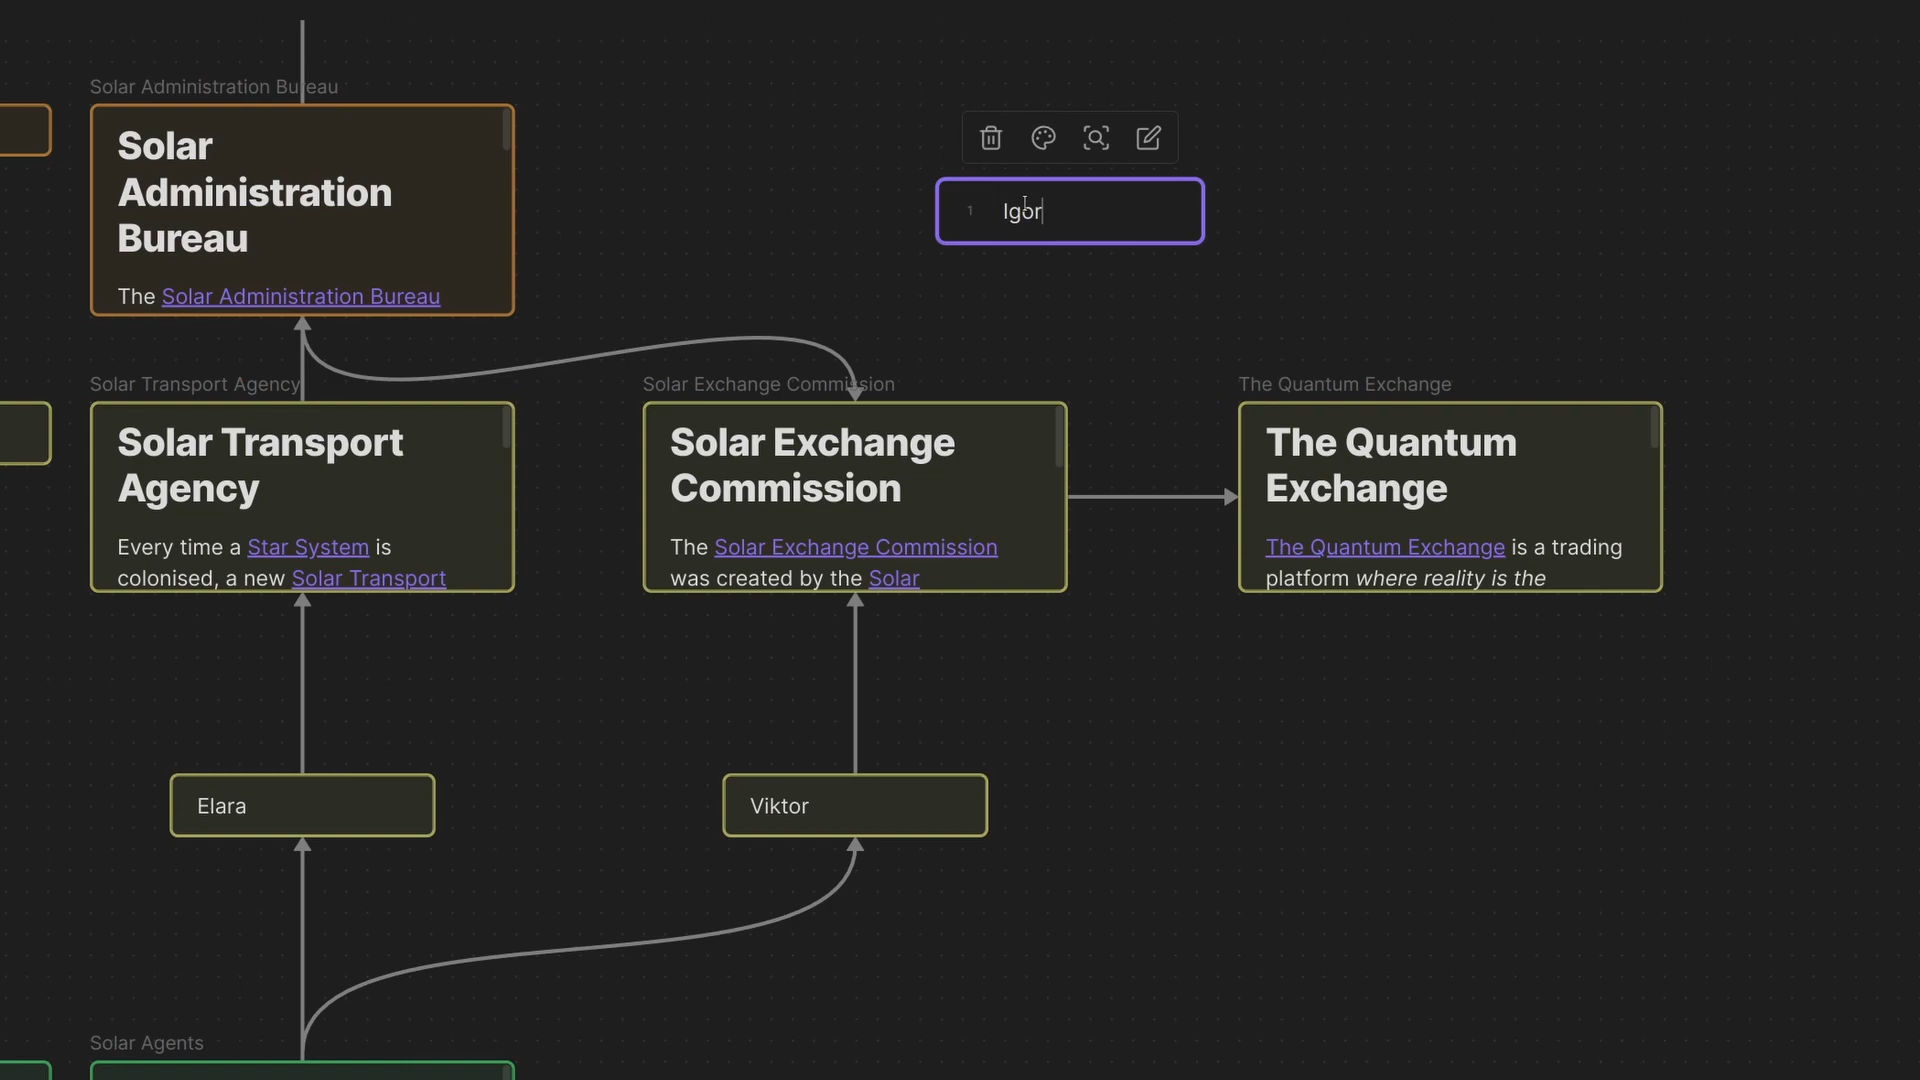 Solar Administration Bureau
Solar
Administration
Bureau
The Solar Administration Bureau
1 Igor
Solar Transport Agency
Solar Transport
Agency
Every time a Star System is
colonised, a new Solar Transport
Solar Exchange Commission
Solar Exchange
Commission
The Solar Exchange Commission
was created by the Solar
The Quantum Exchange
The Quantum
Exchange
The Quantum Exchange is a trading
platform where reality is the
Elara
Viktor
Solar Agents